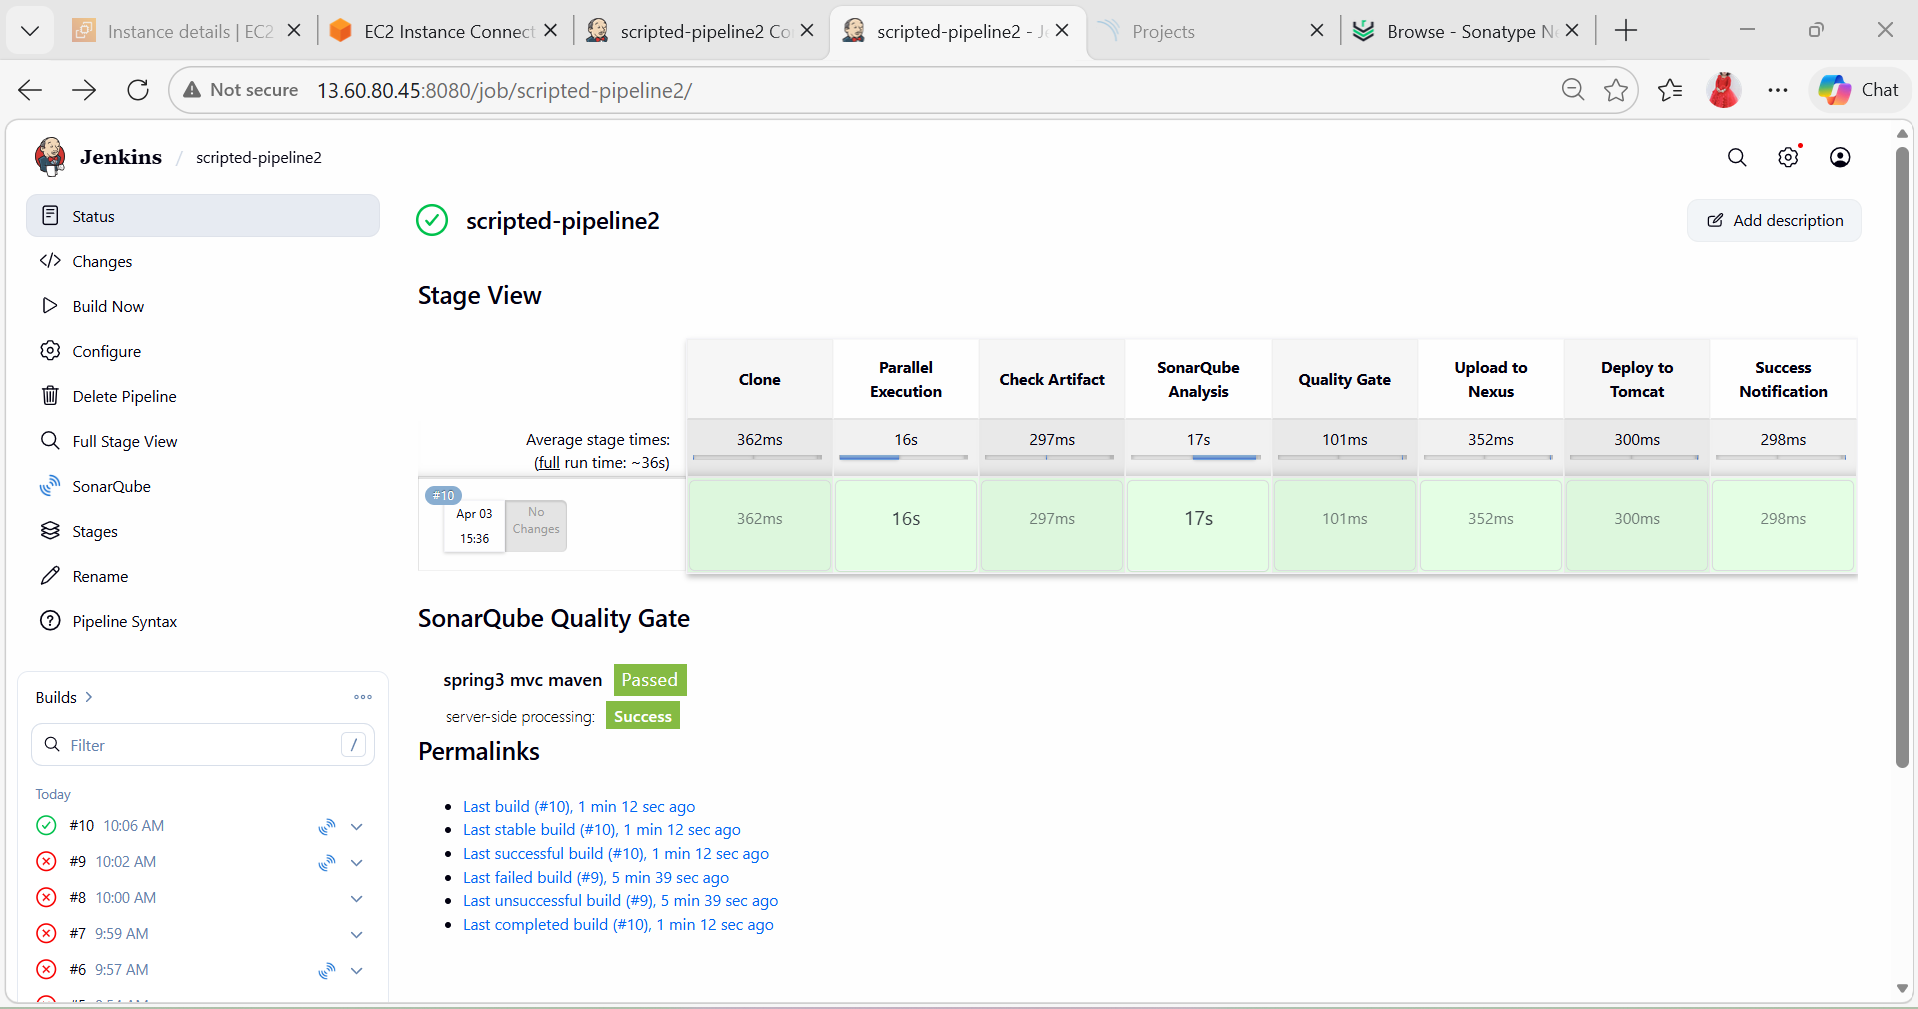 Instance details | EC2
EC2 Instance Connect
scripted-pipeline2 Co
scripted-pipeline2 - Je
Projects
Browse - Sonatype Ne
Not secure
13.60.80.45:8080/job/scripted-pipeline2/
Chat
Jenkins / scripted-pipeline2
Status
Changes
Build Now
Configure
Delete Pipeline
Full Stage View
SonarQube
Stages
Rename
Pipeline Syntax
Builds
Filter /
Today
#10 10:06 AM
#9 10:02 AM
#8 10:00 AM
#7 9:59 AM
#6 9:57 AM
scripted-pipeline2
Add description
Stage View
Clone
Parallel
Execution
Check Artifact
SonarQube
Analysis
Quality Gate
Upload to
Nexus
Deploy to
Tomcat
Success
Notification
Average stage times:
(full run time: ~36s)
362ms 16s 297ms 17s 101ms 352ms 300ms 298ms
#10
Apr 03
15:36
No
Changes
362ms 16s 297ms 17s 101ms 352ms 300ms 298ms
SonarQube Quality Gate
spring3 mvc maven Passed
server-side processing: Success
Permalinks
Last build (#10), 1 min 12 sec ago
Last stable build (#10), 1 min 12 sec ago
Last successful build (#10), 1 min 12 sec ago
Last failed build (#9), 5 min 39 sec ago
Last unsuccessful build (#9), 5 min 39 sec ago
Last completed build (#10), 1 min 12 sec ago